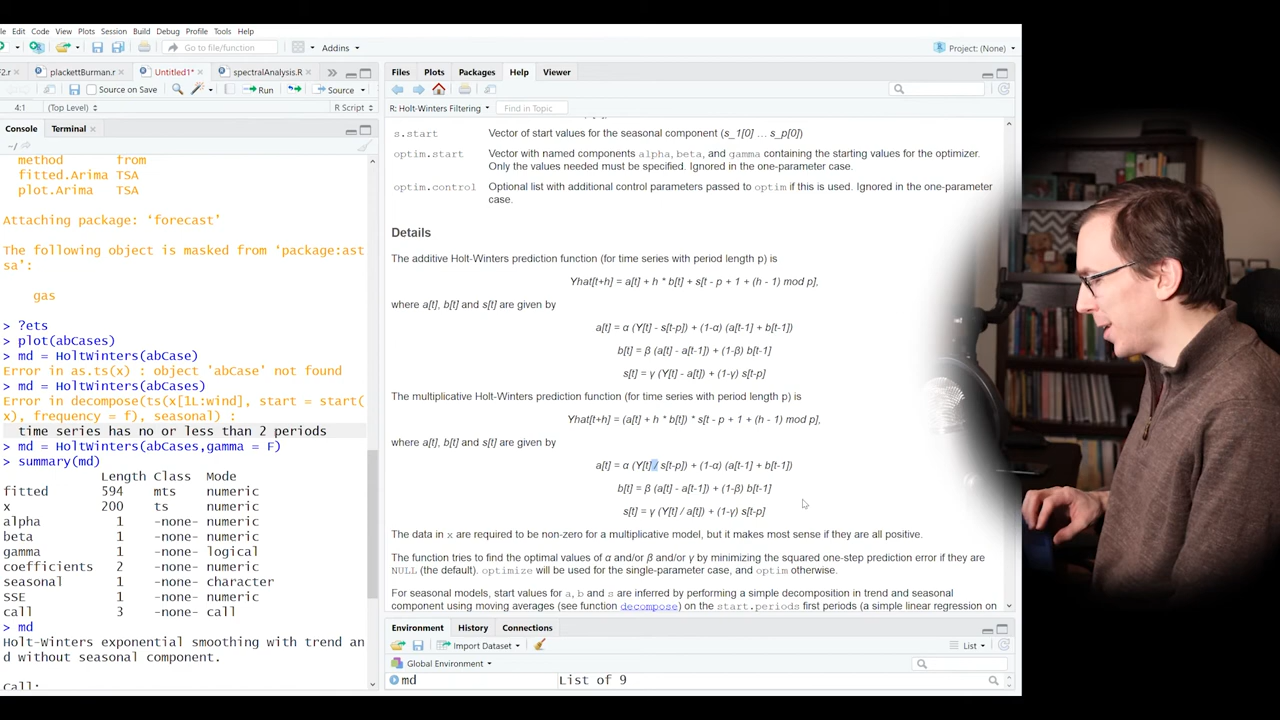 File Edit Code View Plots Session Build Debug Profile Tools Help
Go to file/function
Addins
Project: (None)
F2.r
plackettBurman.r
Untitled1*
spectralAnalysis.R
Source on Save
Run
Source
4:1
(Top Level)
R Script
Console
Terminal
~/
method from
fitted.Arima TSA
plot.Arima TSA
Attaching package: ‘forecast’
The following object is masked from ‘package:ast
sa’:
gas
> ?ets
> plot(abCases)
> md = HoltWinters(abCase)
Error in as.ts(x) : object 'abCase' not found
> md = HoltWinters(abCases)
Error in decompose(ts(x[1L:wind], start = start(
x), frequency = f), seasonal) :
time series has no or less than 2 periods
> md = HoltWinters(abCases,gamma = F)
> summary(md)
Length Class Mode
fitted 594 mts numeric
x 200 ts numeric
alpha 1 -none- numeric
beta 1 -none- numeric
gamma 1 -none- logical
coefficients 2 -none- numeric
seasonal 1 -none- character
SSE 1 -none- numeric
call 3 -none- call
> md
Holt-Winters exponential smoothing with trend an
d without seasonal component.
Call:
Files Plots Packages Help Viewer
R: Holt-Winters Filtering
Find in Topic
s.start Vector of start values for the seasonal component (s_1[0] … s_p[0])
optim.start Vector with named components alpha, beta, and gamma containing the starting values for the optimizer.
Only the values needed must be specified. Ignored in the one-parameter case.
optim.control Optional list with additional control parameters passed to optim if this is used. Ignored in the one-parameter
case.
Details
The additive Holt-Winters prediction function (for time series with period length p) is
Yhat[t+h] = a[t] + h * b[t] + s[t - p + 1 + (h - 1) mod p],
where a[t], b[t] and s[t] are given by
a[t] = α (Y[t] - s[t-p]) + (1-α) (a[t-1] + b[t-1])
b[t] = β (a[t] - a[t-1]) + (1-β) b[t-1]
s[t] = γ (Y[t] - a[t]) + (1-γ) s[t-p]
The multiplicative Holt-Winters prediction function (for time series with period length p) is
Yhat[t+h] = (a[t] + h * b[t]) * s[t - p + 1 + (h - 1) mod p],
where a[t], b[t] and s[t] are given by
a[t] = α (Y[t] / s[t-p]) + (1-α) (a[t-1] + b[t-1])
b[t] = β (a[t] - a[t-1]) + (1-β) b[t-1]
s[t] = γ (Y[t] / a[t]) + (1-γ) s[t-p]
The data in x are required to be non-zero for a multiplicative model, but it makes most sense if they are all positive.
The function tries to find the optimal values of α and/or β and/or γ by minimizing the squared one-step prediction error if they are
NULL (the default). optimize will be used for the single-parameter case, and optim otherwise.
For seasonal models, start values for a, b and s are inferred by performing a simple decomposition in trend and seasonal
component using moving averages (see function decompose) on the start.periods first periods (a simple linear regression on
Environment History Connections
Import Dataset
List
Global Environment
md List of 9